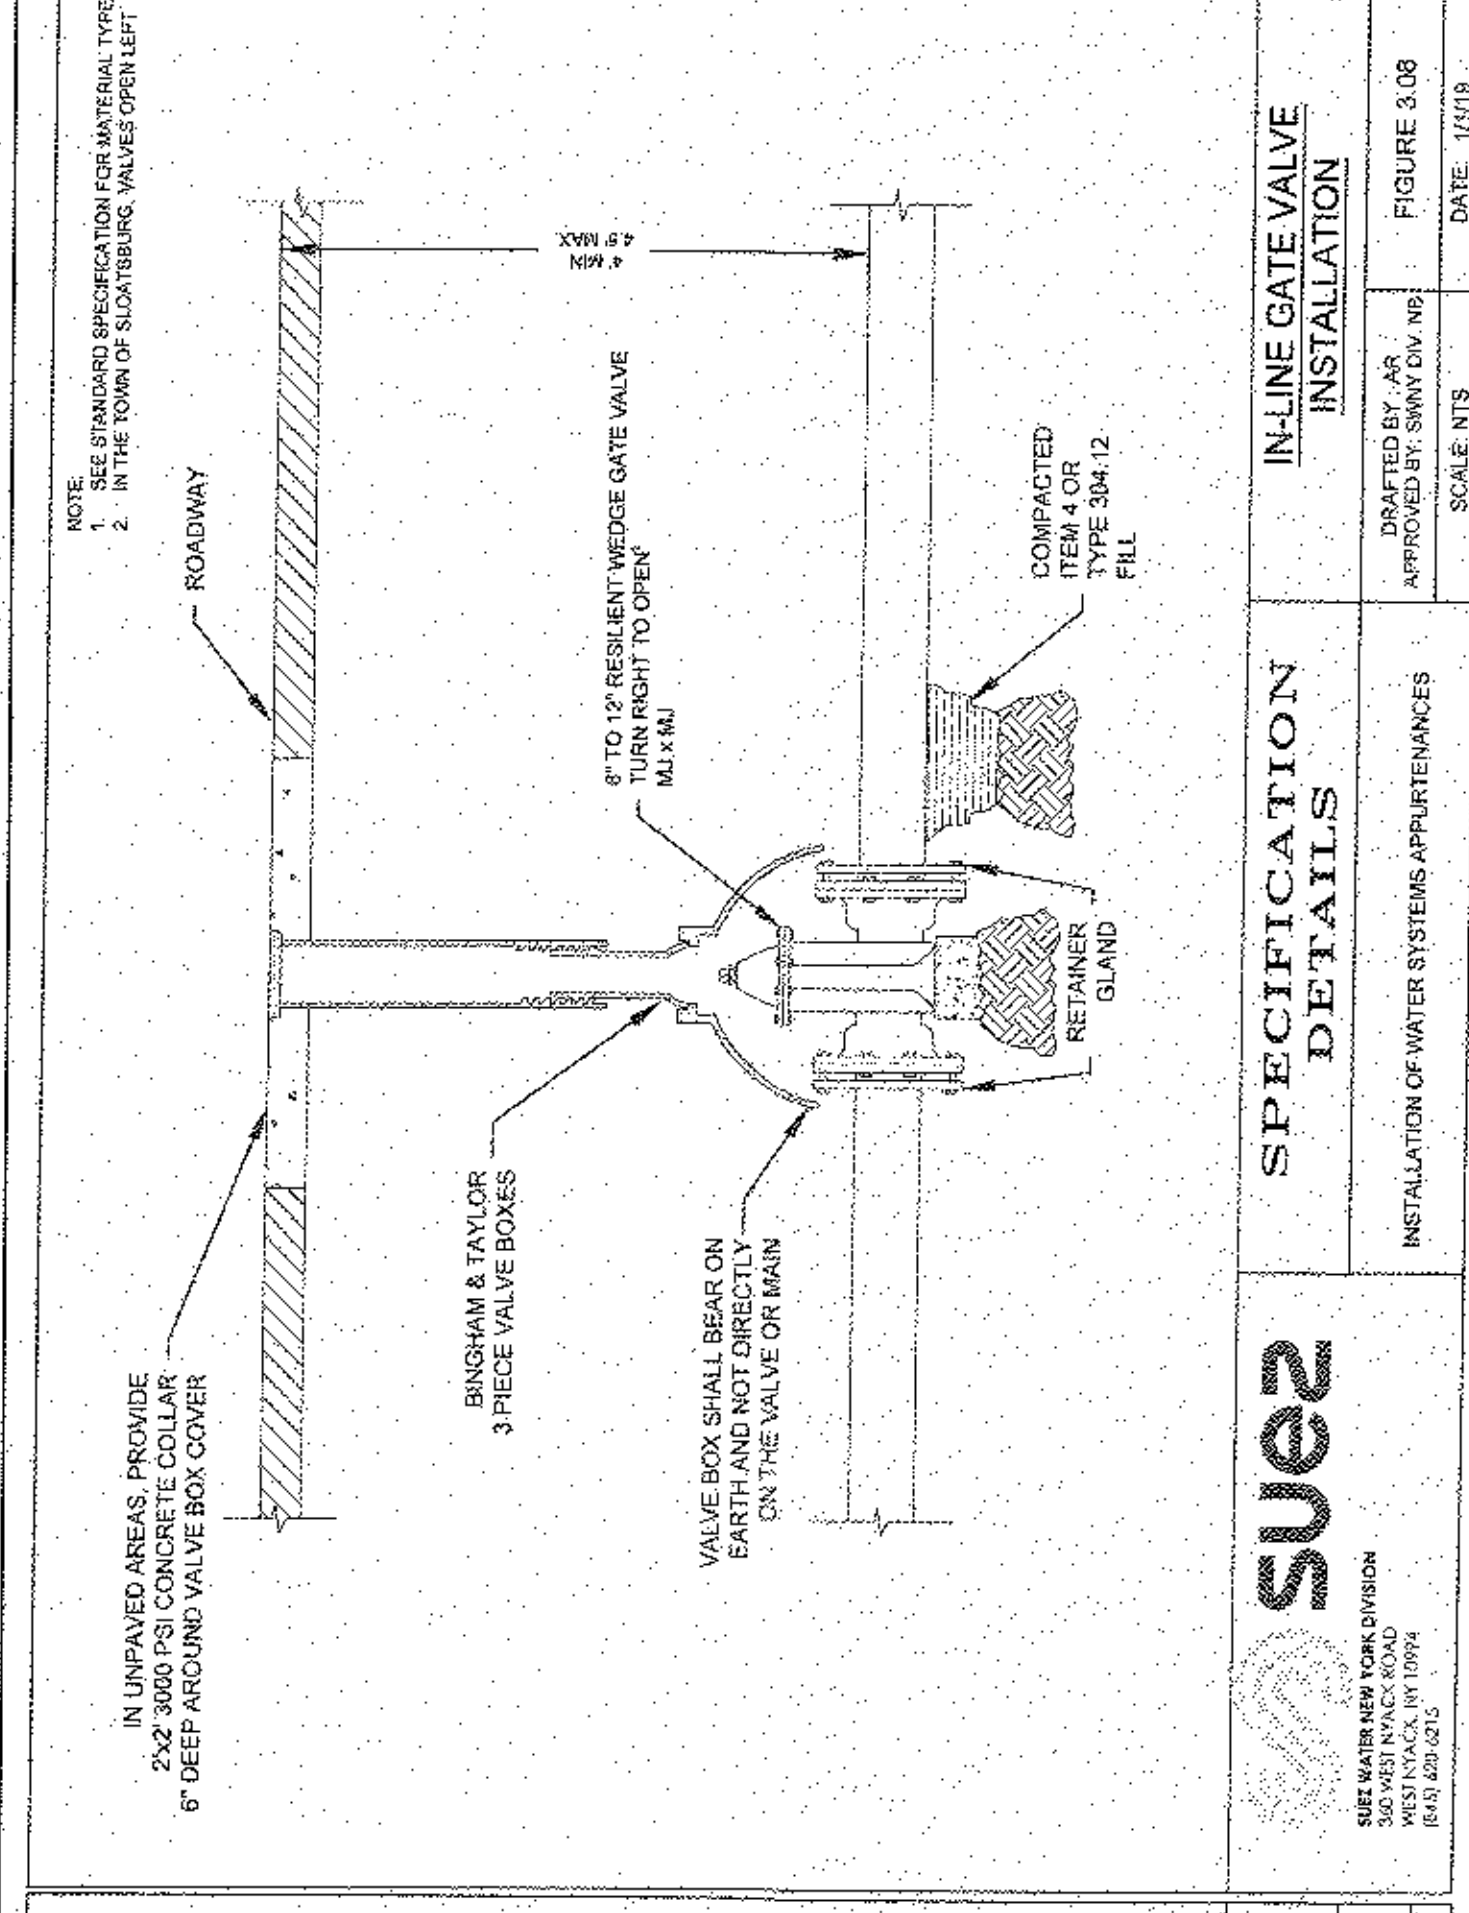 NOTE:
1. SEE STANDARD SPECIFICATION FOR MATERIAL TYPE
2. IN THE TOWN OF SLOATSBURG, VALVES OPEN LEFT
IN UNPAVED AREAS, PROVIDE
2'x2' 3000 PSI CONCRETE COLLAR
6" DEEP AROUND VALVE BOX COVER
ROADWAY
4' MIN
4.5' MAX.
BINGHAM & TAYLOR
3 PIECE VALVE BOXES
TO 12" RESILIENT WEDGE GATE VALVE
TURN RIGHT TO OPEN
MJ x MJ
VALVE BOX SHALL BEAR ON
EARTH AND NOT DIRECTLY
ON THE VALVE OR MAIN
RETAINER
GLAND
COMPACTED
ITEM 4 OR
TYPE 304.12
FILL
suez
SUEZ WATER NEW YORK DIVISION
360 WEST NYACK ROAD
WEST NYACK, NY 10994
(845) 620-6215
SPECIFICATION
DETAILS
INSTALLATION OF WATER SYSTEMS APPURTENANCES
IN-LINE GATE VALVE
INSTALLATION
DRAFTED BY: AR
APPROVED BY: SWNY DIV. NP
FIGURE 3.08
SCALE: NTS
DATE: